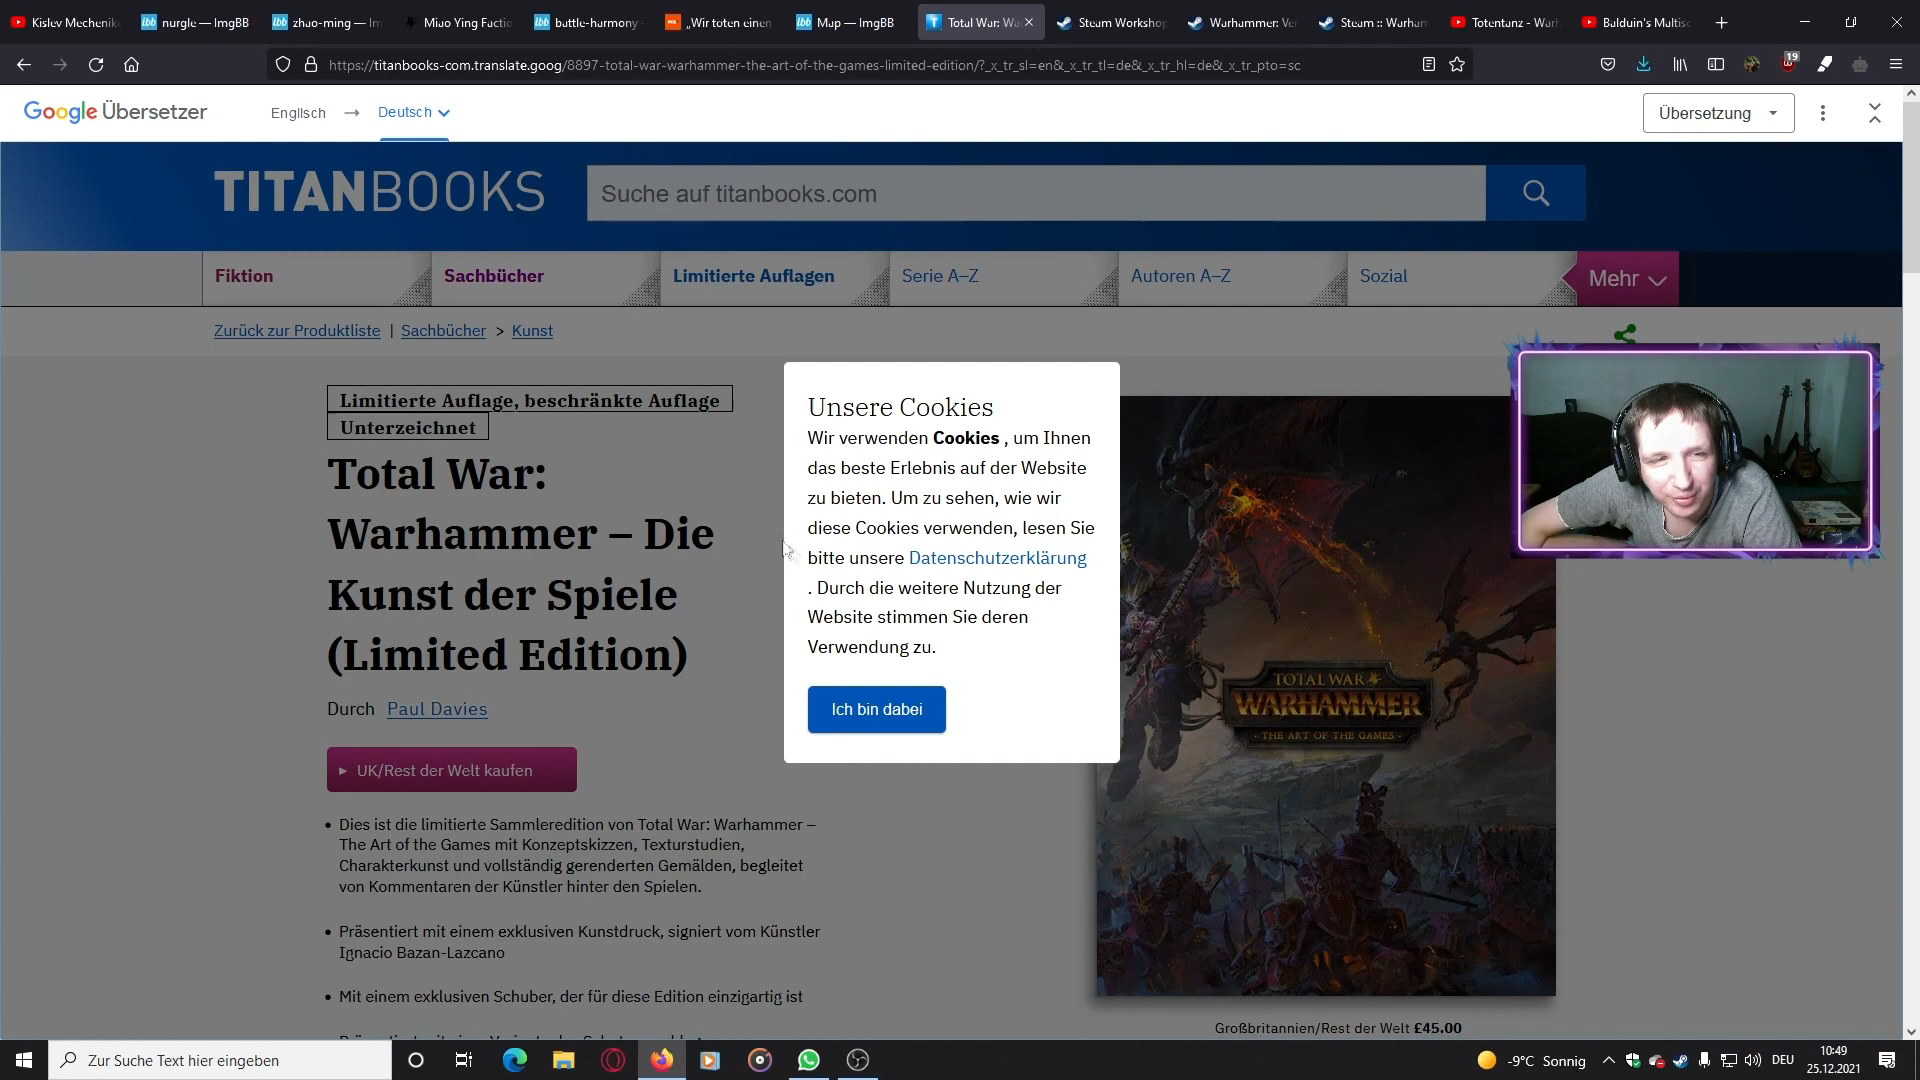 Kislev Mechenik
nurgle — ImgBB
zhao-ming — Im
Miao Ying Factio
battle-harmony
„Wir toten einen
Map — ImgBB
Total War: Wa
Steam Workshop
Warhammer: Ve
Steam :: Warham
Totentanz - Warh
Balduin's Multis
https://titanbooks-com.translate.goog/8897-total-war-warhammer-the-art-of-the-games-limited-edition/?_x_tr_sl=en&_x_tr_tl=de&_x_tr_hl=de&_x_tr_pto=sc
19
Google Übersetzer
Englisch → Deutsch
Übersetzung
TITANBOOKS
Suche auf titanbooks.com
Fiktion
Sachbücher
Limitierte Auflagen
Serie A–Z
Autoren A–Z
Sozial
Mehr
Zurück zur Produktliste | Sachbücher > Kunst
Limitierte Auflage, beschränkte Auflage
Unterzeichnet
Total War:
Warhammer – Die
Kunst der Spiele
(Limited Edition)
Durch Paul Davies
UK/Rest der Welt kaufen
• Dies ist die limitierte Sammleredition von Total War: Warhammer –
The Art of the Games mit Konzeptskizzen, Texturstudien,
Charakterkunst und vollständig gerenderten Gemälden, begleitet
von Kommentaren der Künstler hinter den Spielen.
• Präsentiert mit einem exklusiven Kunstdruck, signiert vom Künstler
Ignacio Bazan-Lazcano
• Mit einem exklusiven Schuber, der für diese Edition einzigartig ist
Unsere Cookies
Wir verwenden Cookies , um Ihnen
das beste Erlebnis auf der Website
zu bieten. Um zu sehen, wie wir
diese Cookies verwenden, lesen Sie
bitte unsere Datenschutzerklärung
. Durch die weitere Nutzung der
Website stimmen Sie deren
Verwendung zu.
Ich bin dabei
TOTAL WAR
WARHAMMER
· THE ART OF THE GAMES ·
Großbritannien/Rest der Welt £45.00
Zur Suche Text hier eingeben
-9°C Sonnig
DEU
10:49
25.12.2021